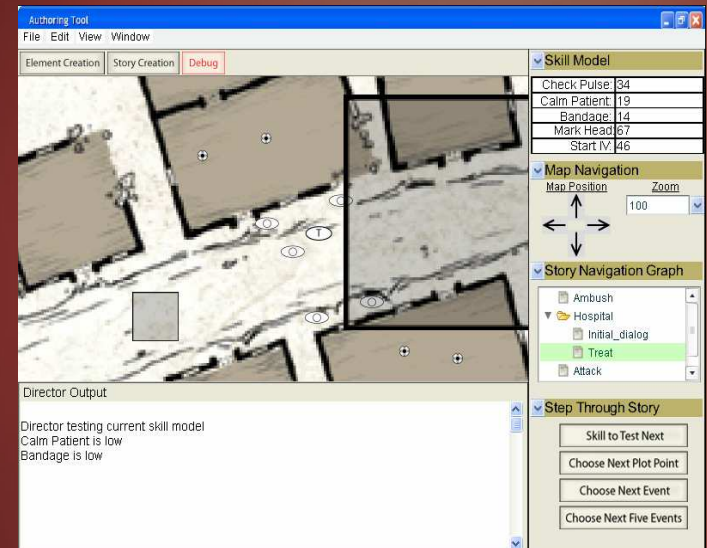 Authoring Tool
File Edit View Window
Element Creation Story Creation Debug
T
Director Output
Director testing current skill model
Calm Patient is low
Bandage is low
Skill Model
Check Pulse: 34
Calm Patient: 19
Bandage: 14
Mark Head: 67
Start IV: 46
Map Navigation
Map Position Zoom
100
Story Navigation Graph
Ambush
Hospital
Initial_dialog
Treat
Attack
Step Through Story
Skill to Test Next
Choose Next Plot Point
Choose Next Event
Choose Next Five Events